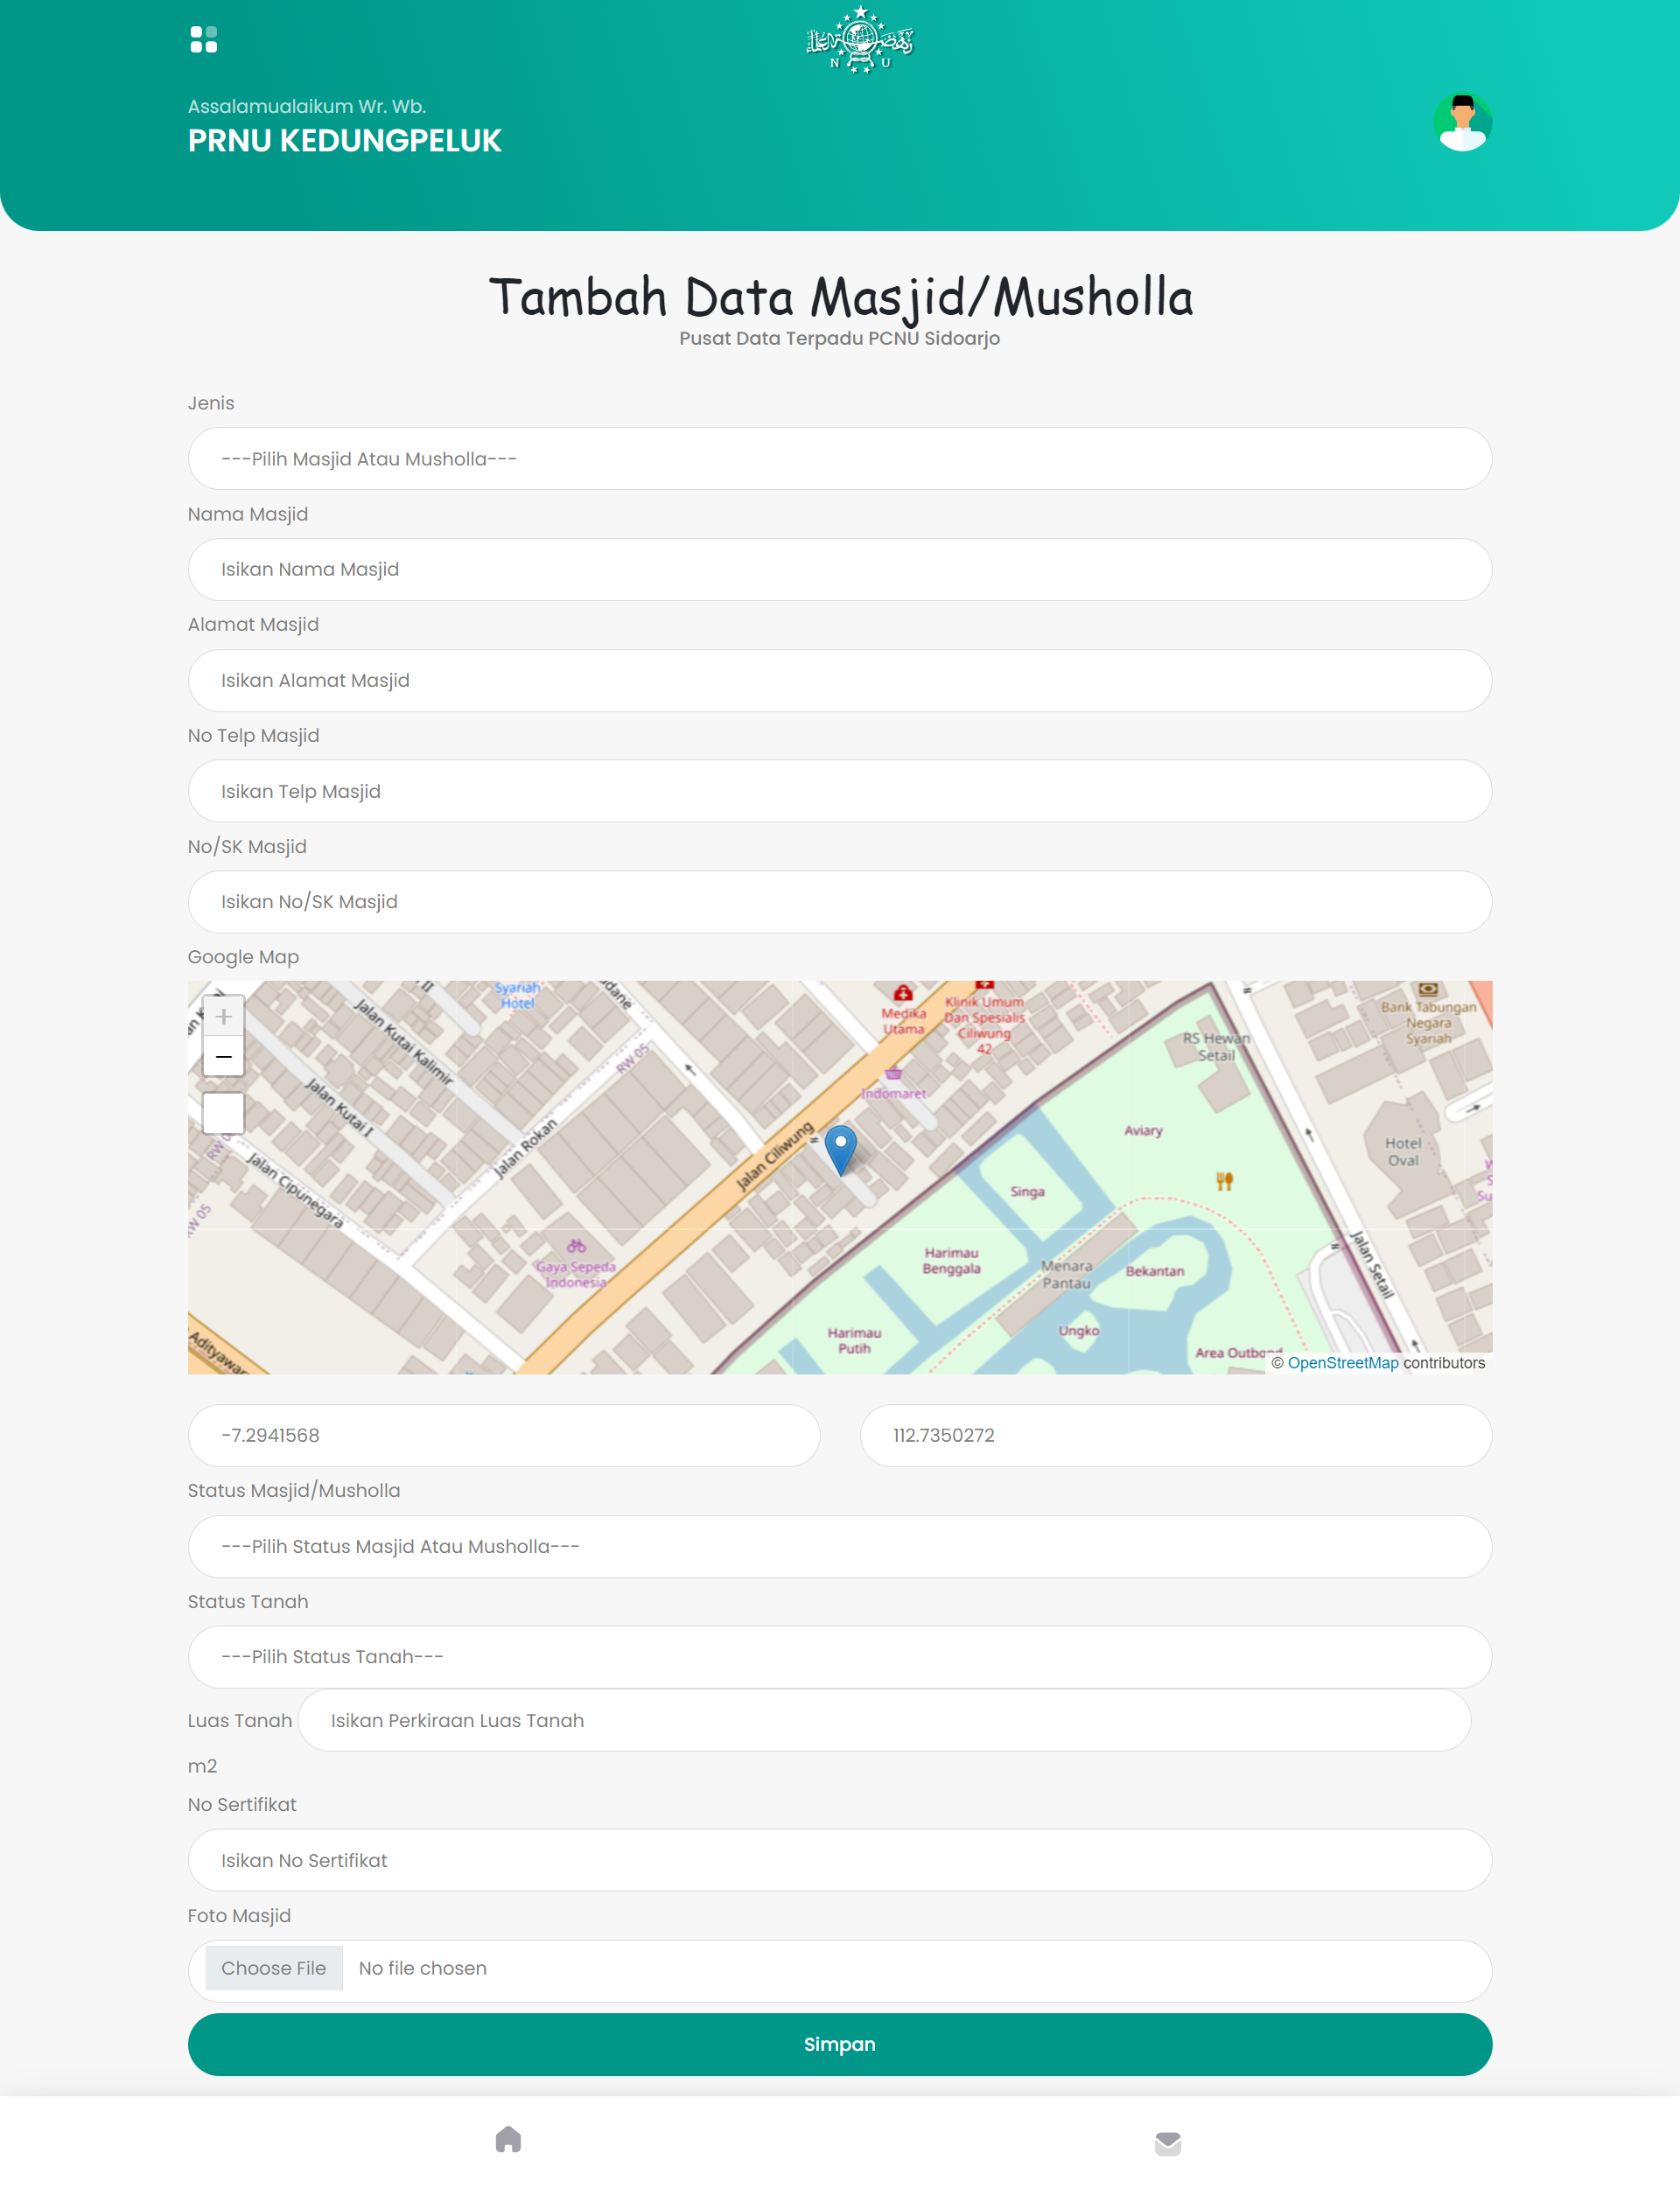 N U
Assalamualaikum Wr. Wb.
PRNU KEDUNGPELUK
Tambah Data Masjid/Musholla
Pusat Data Terpadu PCNU Sidoarjo
Jenis
---Pilih Masjid Atau Musholla---
Nama Masjid
Isikan Nama Masjid
Alamat Masjid
Isikan Alamat Masjid
No Telp Masjid
Isikan Telp Masjid
No/SK Masjid
Isikan No/SK Masjid
Google Map
+
−
II
Syariah
Hotel
Jalan Kutai Kalimir
Jalan Kutai I
Jalan Cipunegara
Jalan Rokan
RW 05
RW 05
Medika
Utama
Klinik Umum
Dan Spesialis
Ciliwung
42
Indomaret
Jalan Ciliwung
Gaya Sepeda
Indonesia
RS Hewan
Setail
Bank Tabungan
Negara
Syariah
Aviary
Hotel
Oval
Singa
Harimau
Benggala
Menara
Pantau
Bekantan
Jalan Setail
Harimau
Putih
Ungko
Area Outbond
© OpenStreetMap contributors
-7.2941568
112.7350272
Status Masjid/Musholla
---Pilih Status Masjid Atau Musholla---
Status Tanah
---Pilih Status Tanah---
Luas Tanah Isikan Perkiraan Luas Tanah
m2
No Sertifikat
Isikan No Sertifikat
Foto Masjid
Choose File No file chosen
Simpan